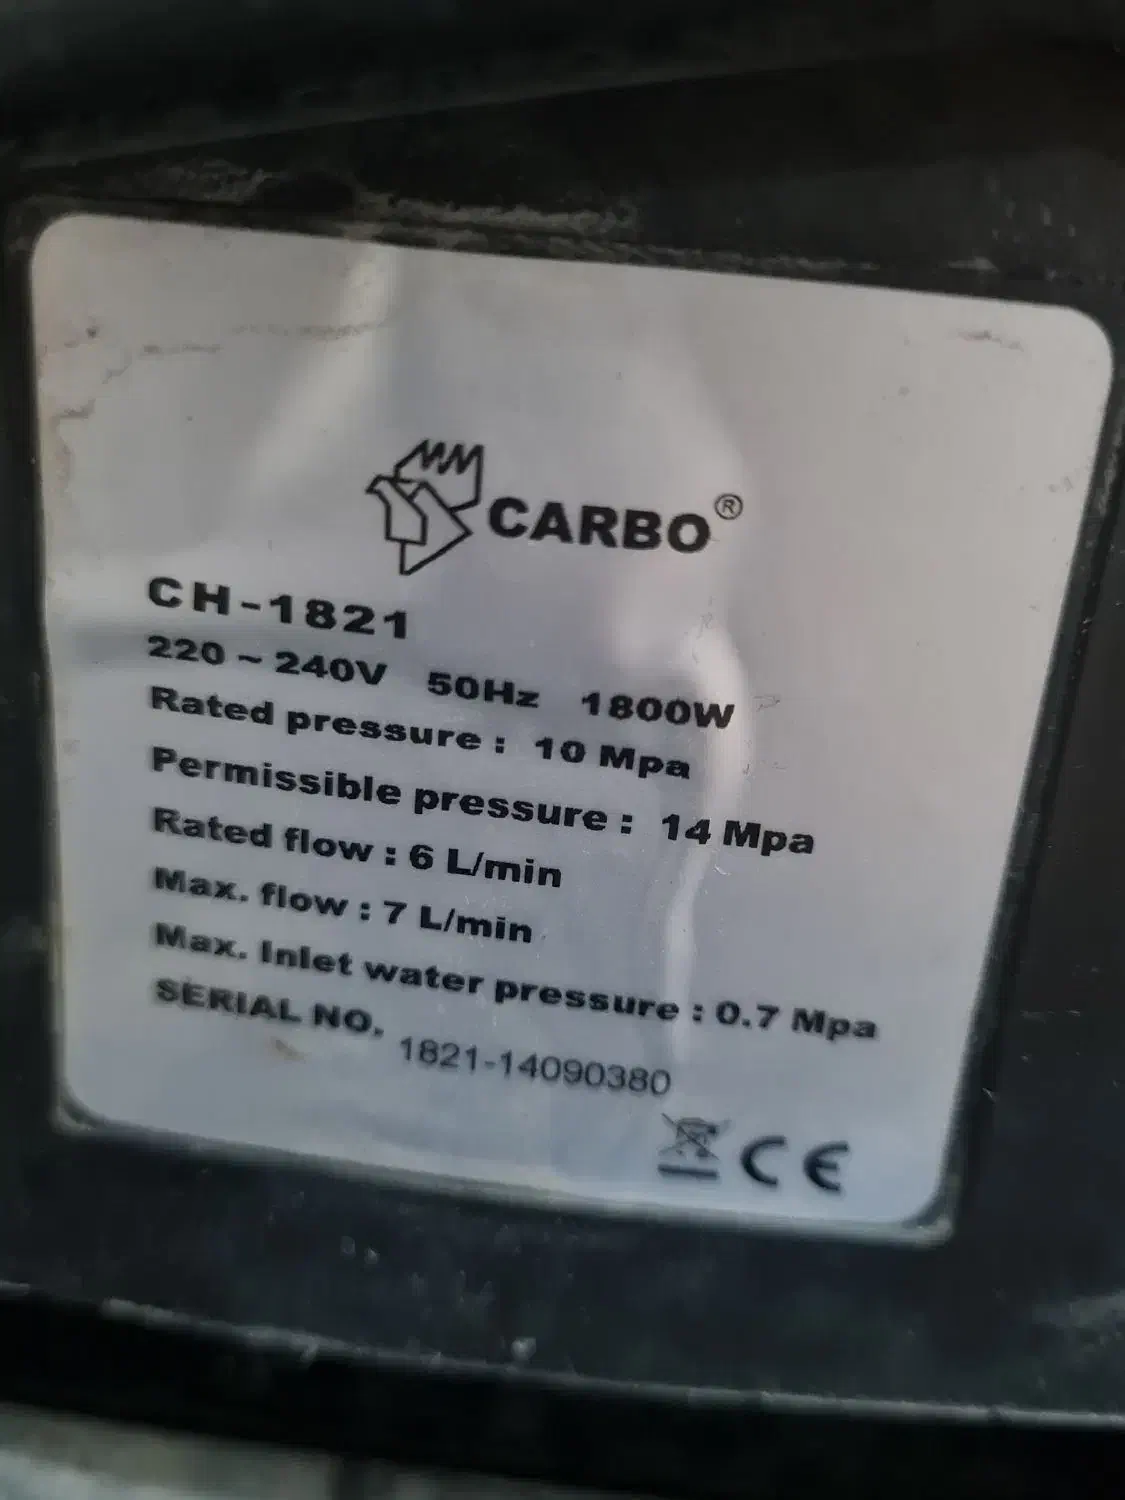 CARBO®
CH-1821
220 ~ 240V 50Hz 1800W
Rated pressure : 10 Mpa
Permissible pressure : 14 Mpa
Rated flow : 6 L/min
Max. flow : 7 L/min
Max. Inlet water pressure : 0.7 Mpa
SERIAL NO.
1821-14090380
CE